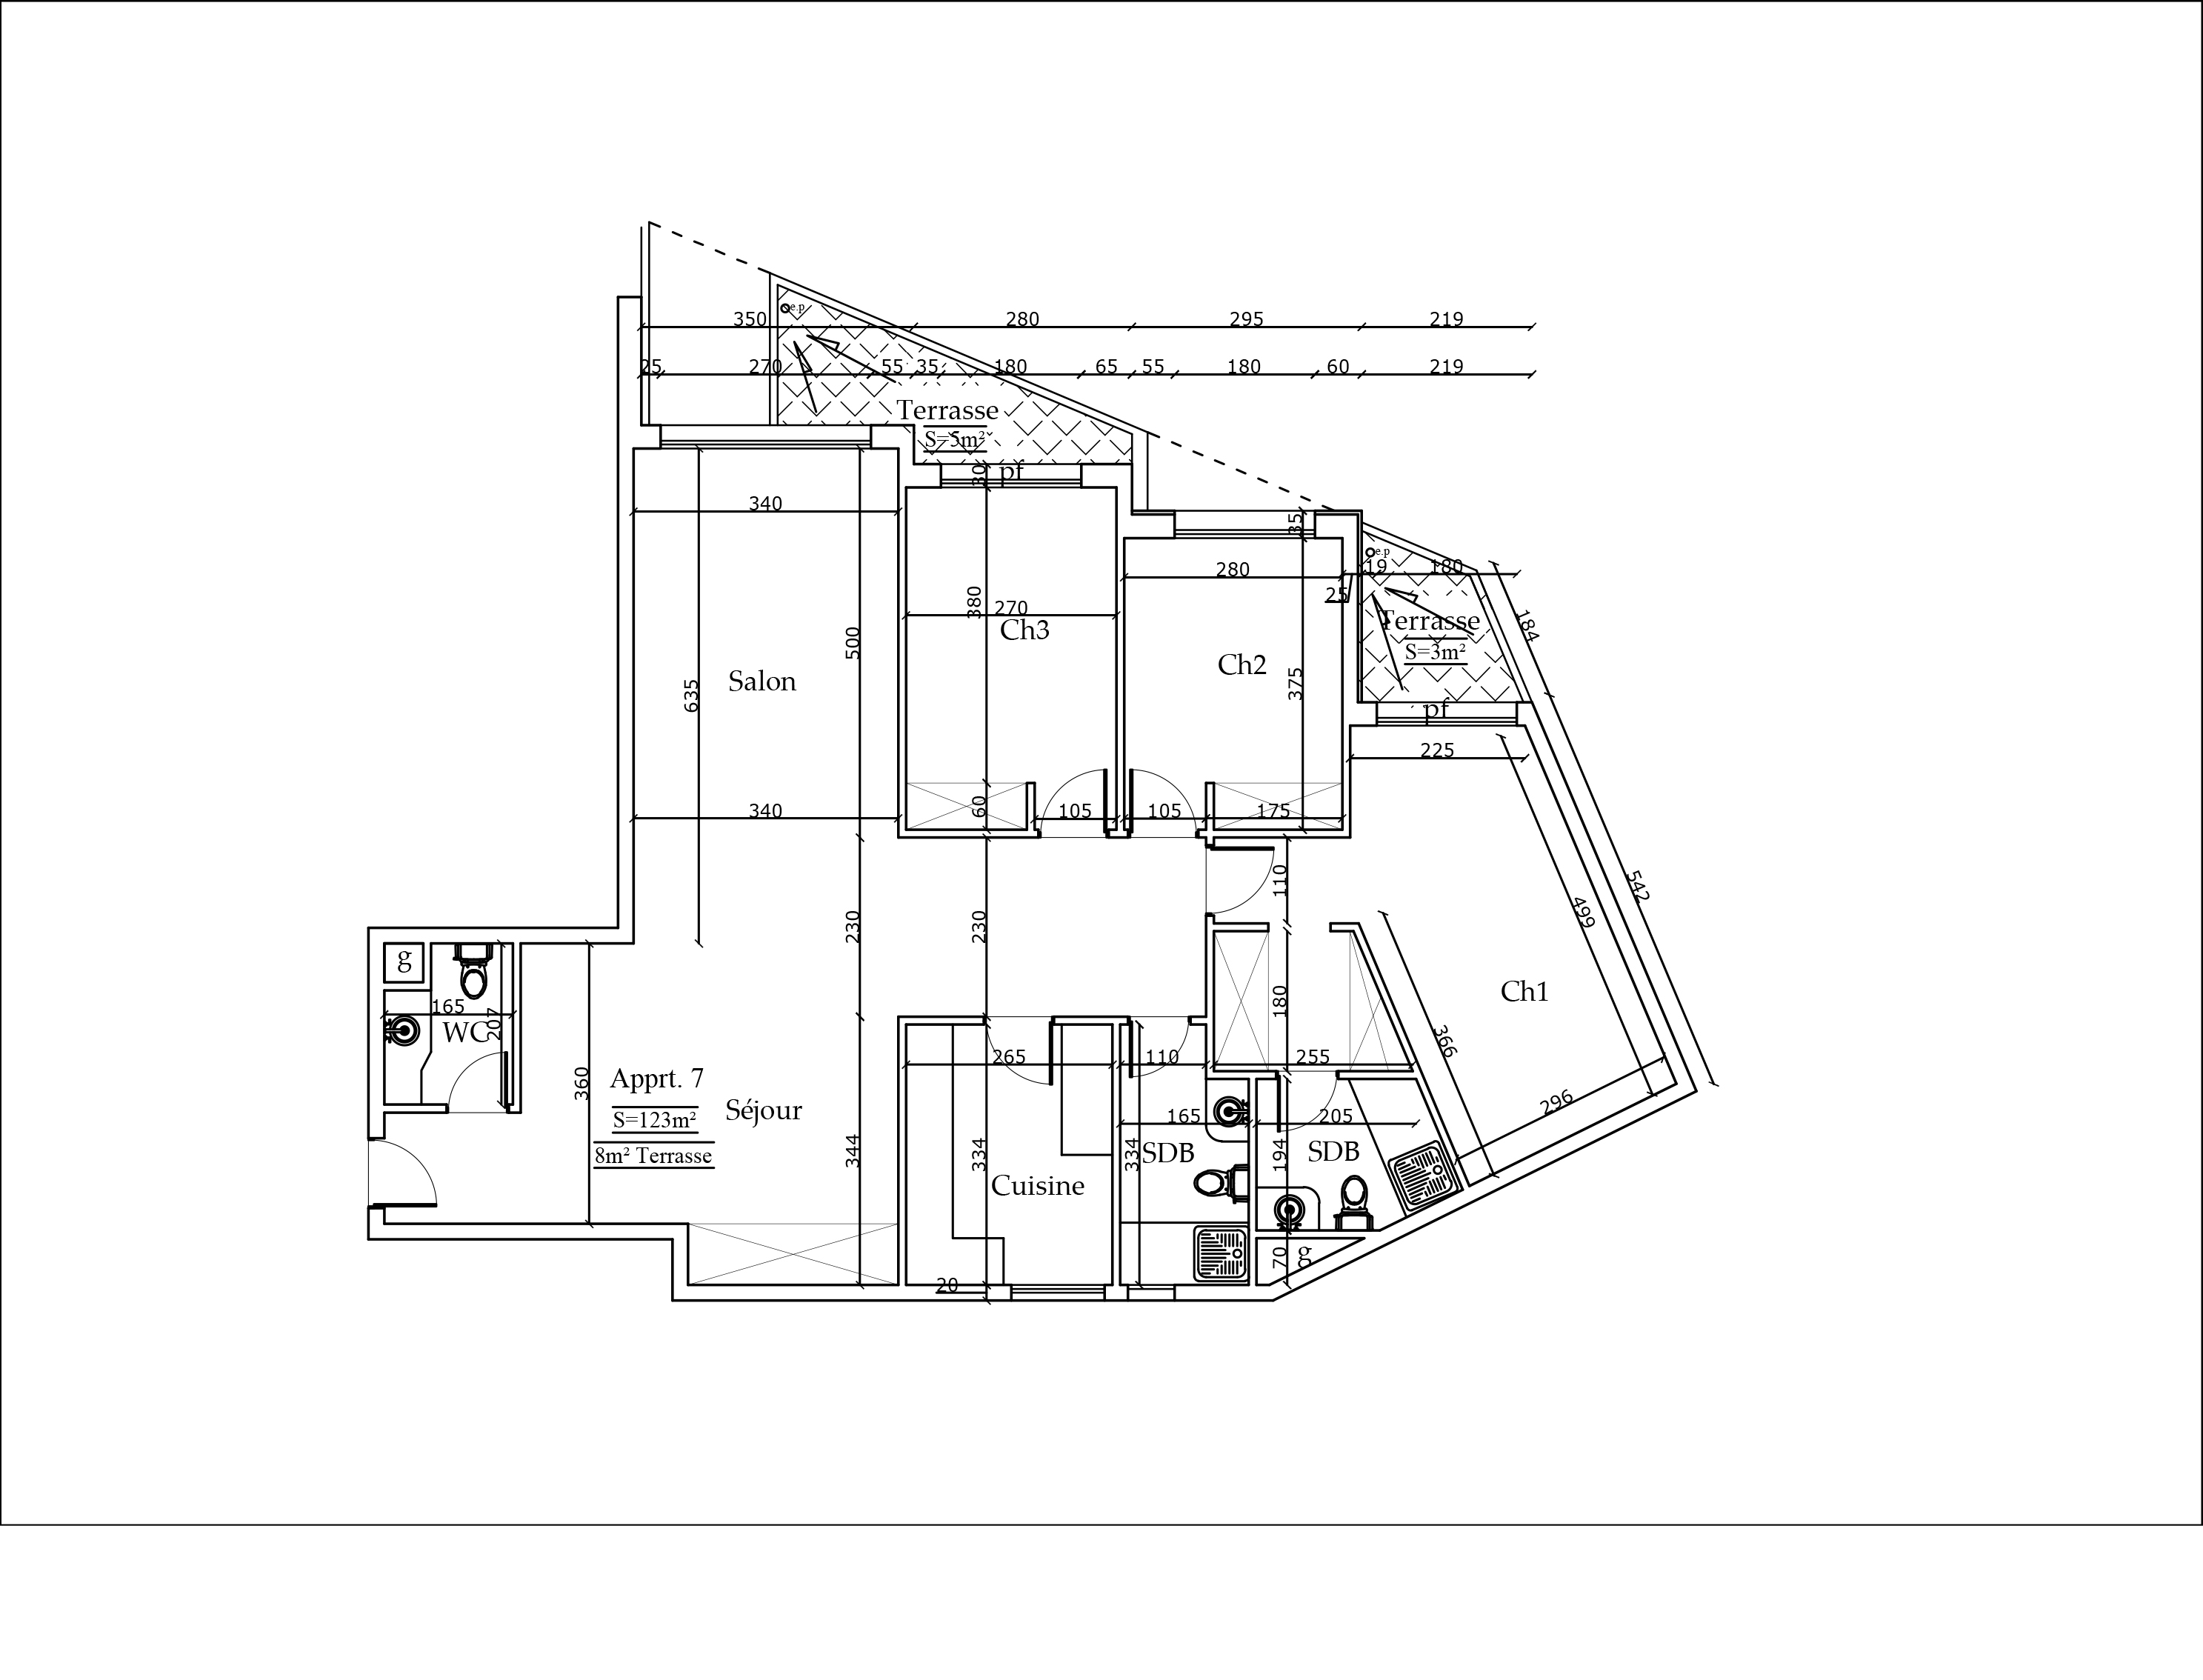 e.p
350 280 295 219
25 270 55 35 180 65 55 180 60 219
Terrasse
S=5m²
30 pf
340
35
e.p
280 19 180
25
380 270
Ch3
Terrasse
S=3m²
184
500
Ch2
Salon
635
375
pf
225
340
60 105 105 175
110
542
499
230
230
g
165
WC
207
180
Ch1
366
265 110 255
360
Apprt. 7
S=123m²
8m² Terrasse
Séjour
296
165 205
344
334
334
SDB
194
SDB
Cuisine
70
g
20